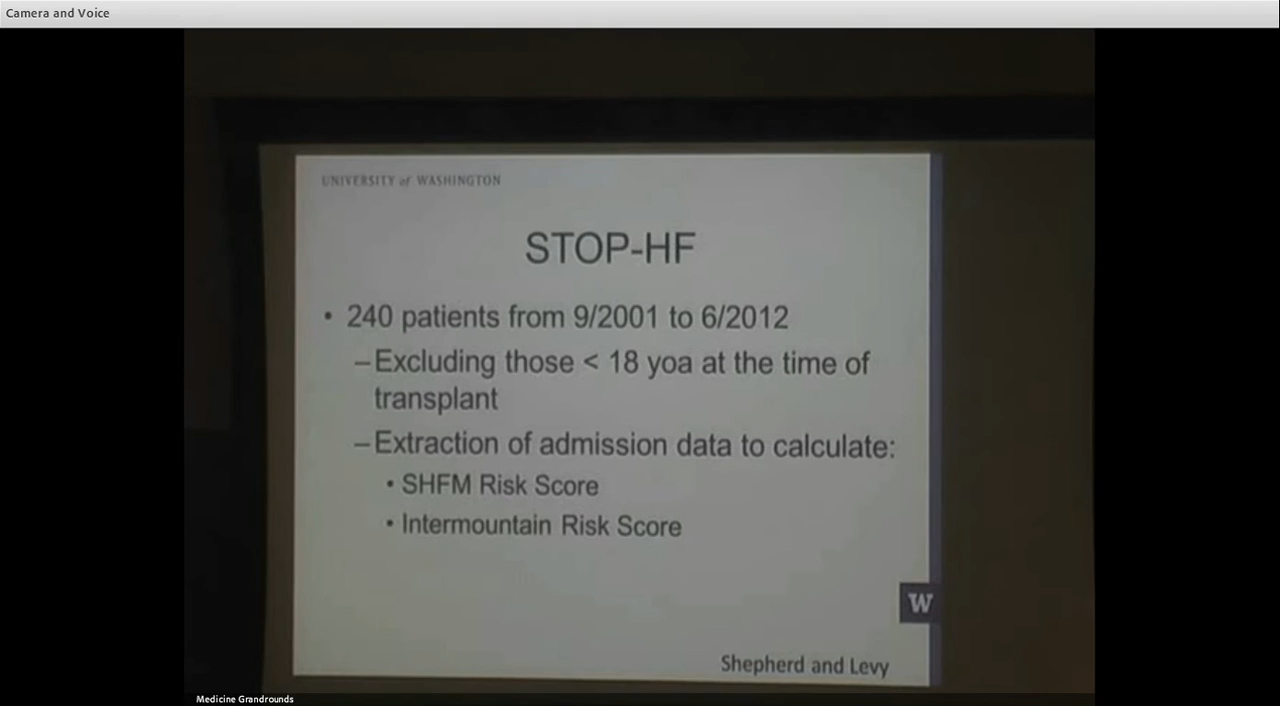 Camera and Voice
UNIVERSITY of WASHINGTON
STOP-HF
• 240 patients from 9/2001 to 6/2012
–Excluding those < 18 yoa at the time of
transplant
–Extraction of admission data to calculate:
• SHFM Risk Score
• Intermountain Risk Score
W
Shepherd and Levy
Medicine Grandrounds